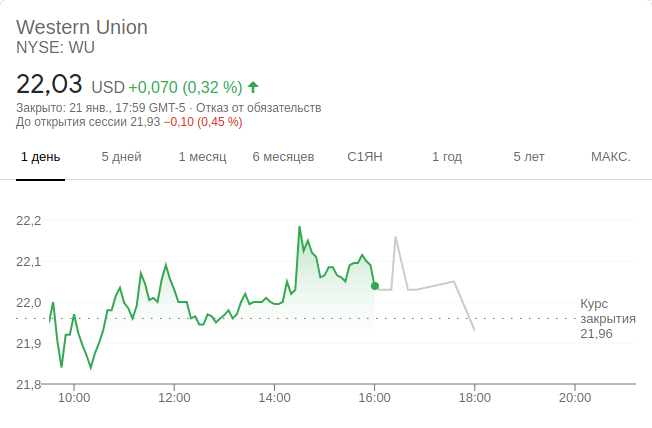 Western Union
NYSE: WU
22,03 USD +0,070 (0,32 %)
Закрыто: 21 янв., 17:59 GMT-5 · Отказ от обязательств
До открытия сессии 21,93 −0,10 (0,45 %)
1 день 5 дней 1 месяц 6 месяцев С1ЯН 1 год 5 лет МАКС.
22,2
22,1
22,0
21,9
21,8
Курс
закрытия
21,96
10:00 12:00 14:00 16:00 18:00 20:00